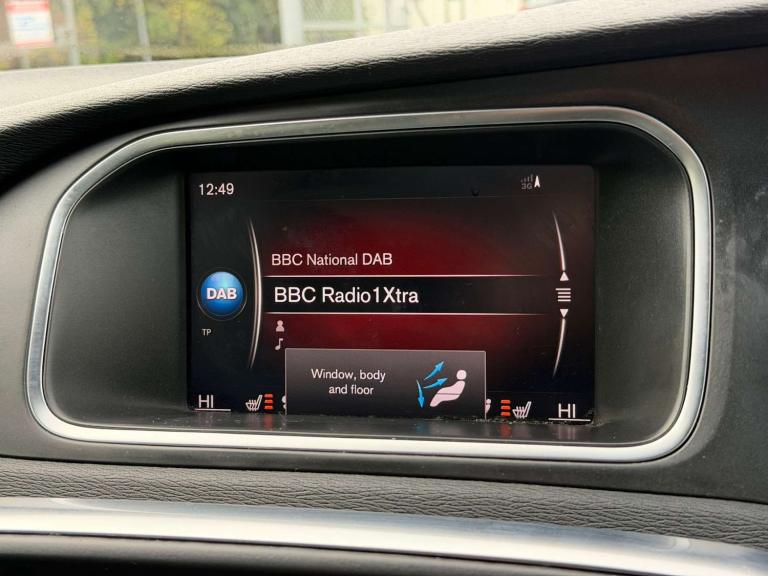 12:49
3G
BBC National DAB
DAB
BBC Radio1Xtra
TP
Window, body
and floor
HI
HI